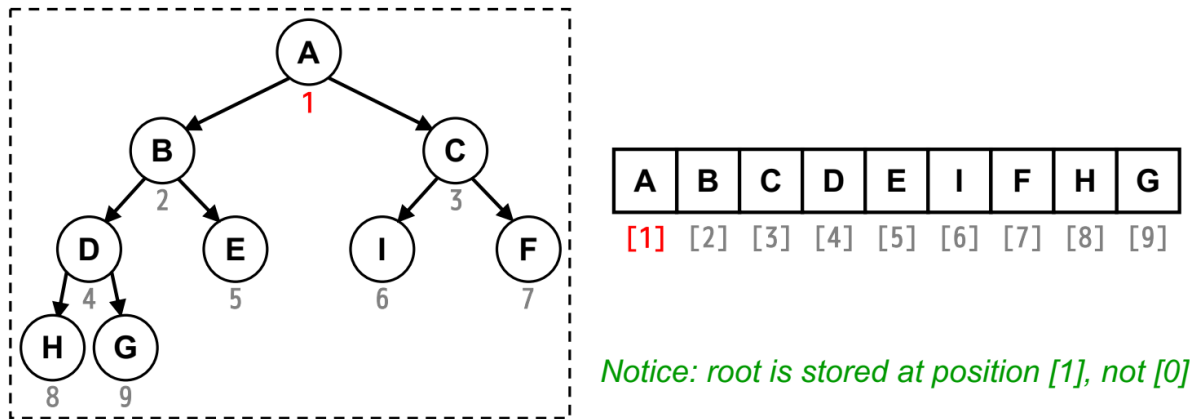 A
1
B
C
2
3
D
E
I
F
4
5
6
7
H
G
8
9
A B C D E I F H G
[1] [2] [3] [4] [5] [6] [7] [8] [9]
Notice: root is stored at position [1], not [0]